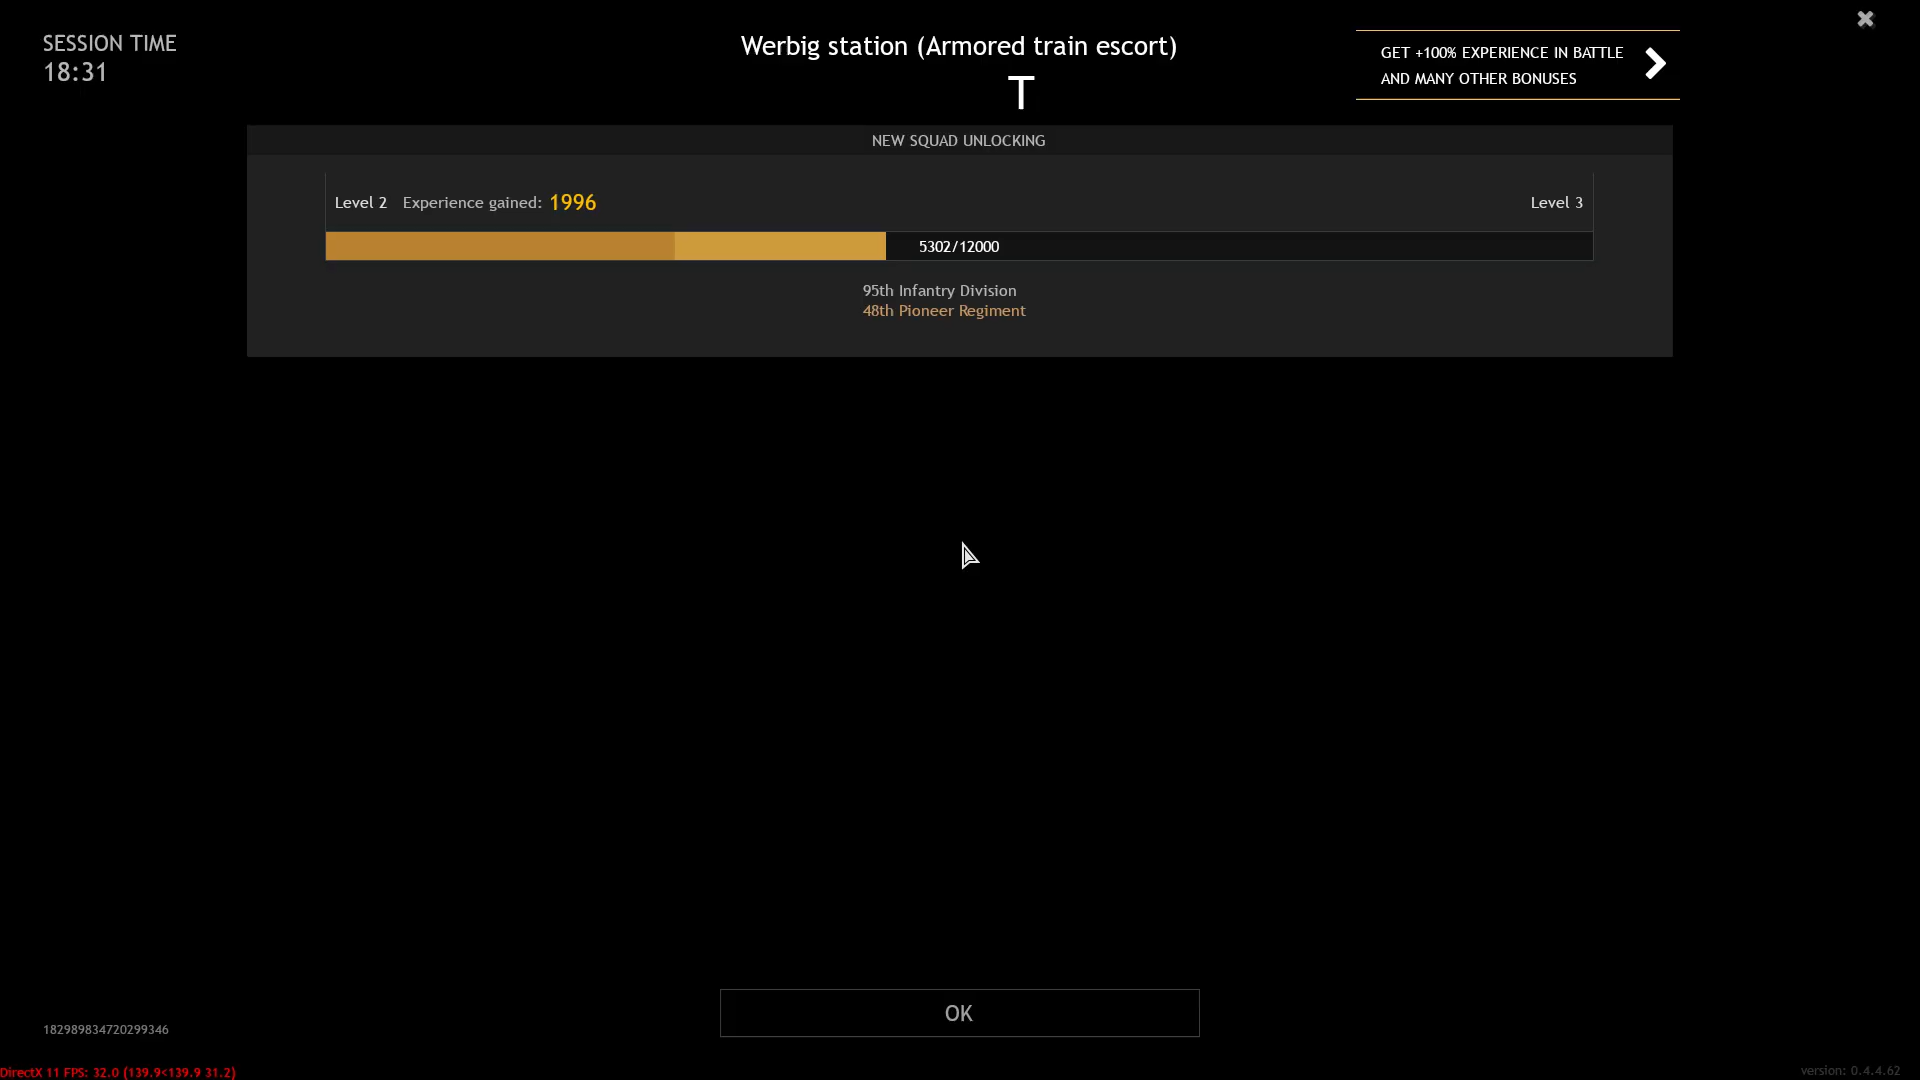 SESSION TIME
18:31
Werbig station (Armored train escort)
T
GET +100% EXPERIENCE IN BATTLE
AND MANY OTHER BONUSES
NEW SQUAD UNLOCKING
Level 2 Experience gained: 1996
Level 3
5302/12000
95th Infantry Division
48th Pioneer Regiment
OK
182989834720299346
DirectX 11 FPS: 32.0 (139.9<139.9 31.2)
version: 0.4.4.62